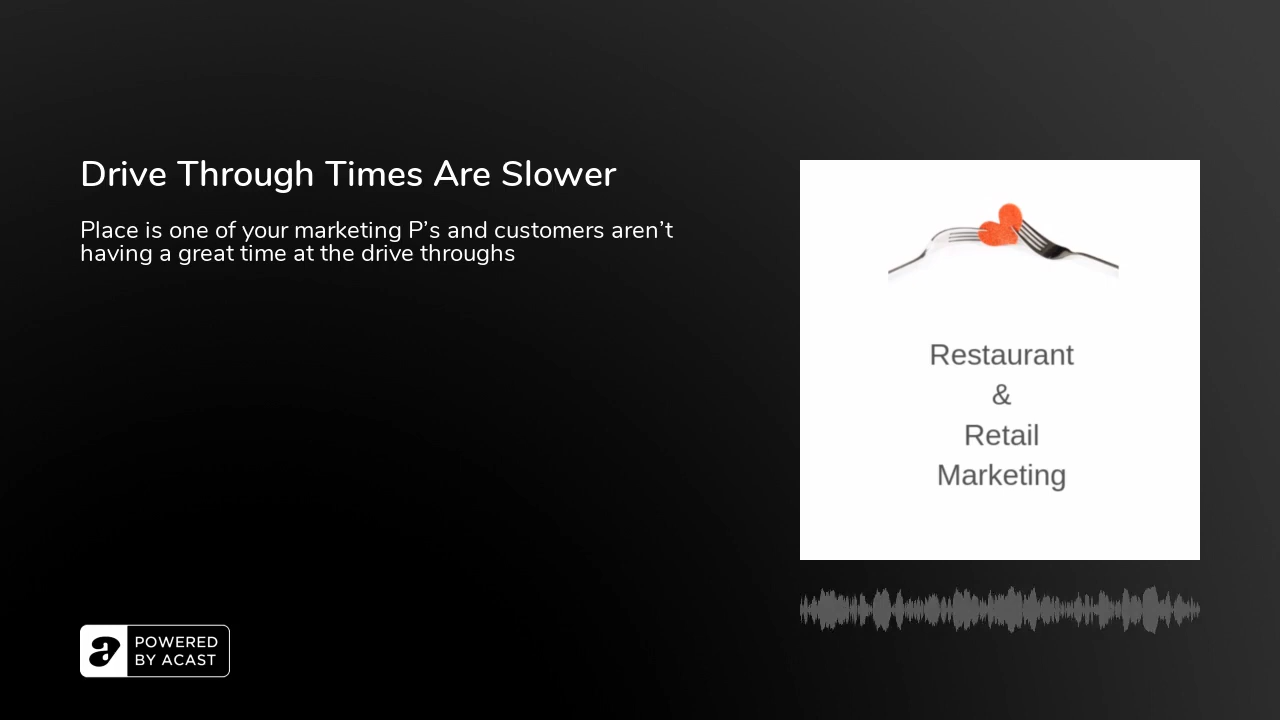 Drive Through Times Are Slower
Place is one of your marketing P’s and customers aren’t
having a great time at the drive throughs
Restaurant
&
Retail
Marketing
a POWERED
BY ACAST